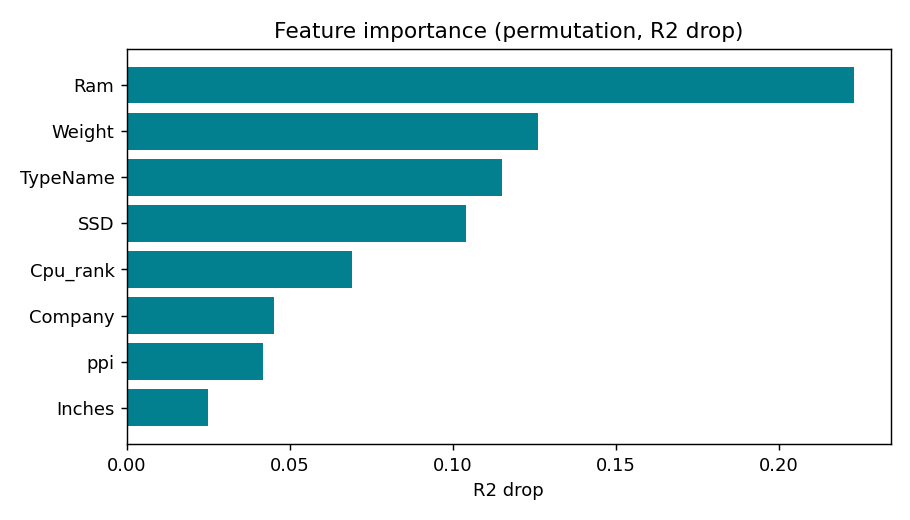 Feature importance (permutation, R2 drop)
Ram
Weight
TypeName
SSD
Cpu_rank
Company
ppi
Inches
0.00 0.05 0.10 0.15 0.20
R2 drop